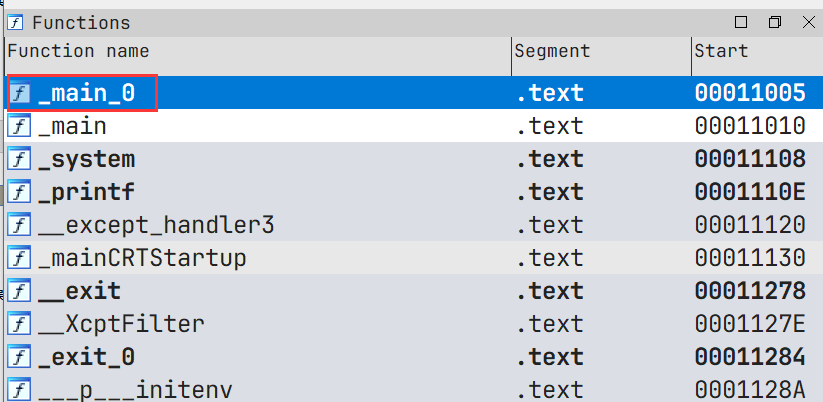 Functions
Function name Segment Start
_main_0 .text 00011005
_main .text 00011010
_system .text 00011108
_printf .text 0001110E
__except_handler3 .text 00011120
_mainCRTStartup .text 00011130
__exit .text 00011278
__XcptFilter .text 0001127E
_exit_0 .text 00011284
___p___initenv .text 0001128A